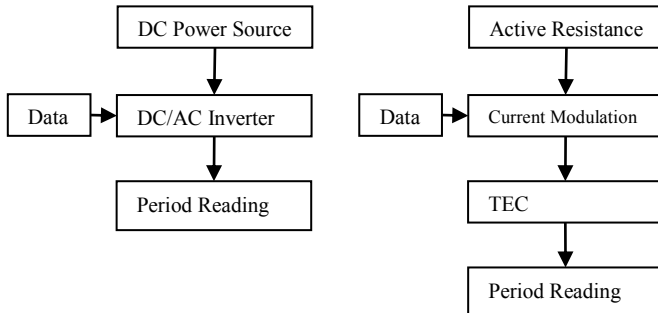 DC Power Source
Data
DC/AC Inverter
Period Reading
Active Resistance
Data
Current Modulation
TEC
Period Reading